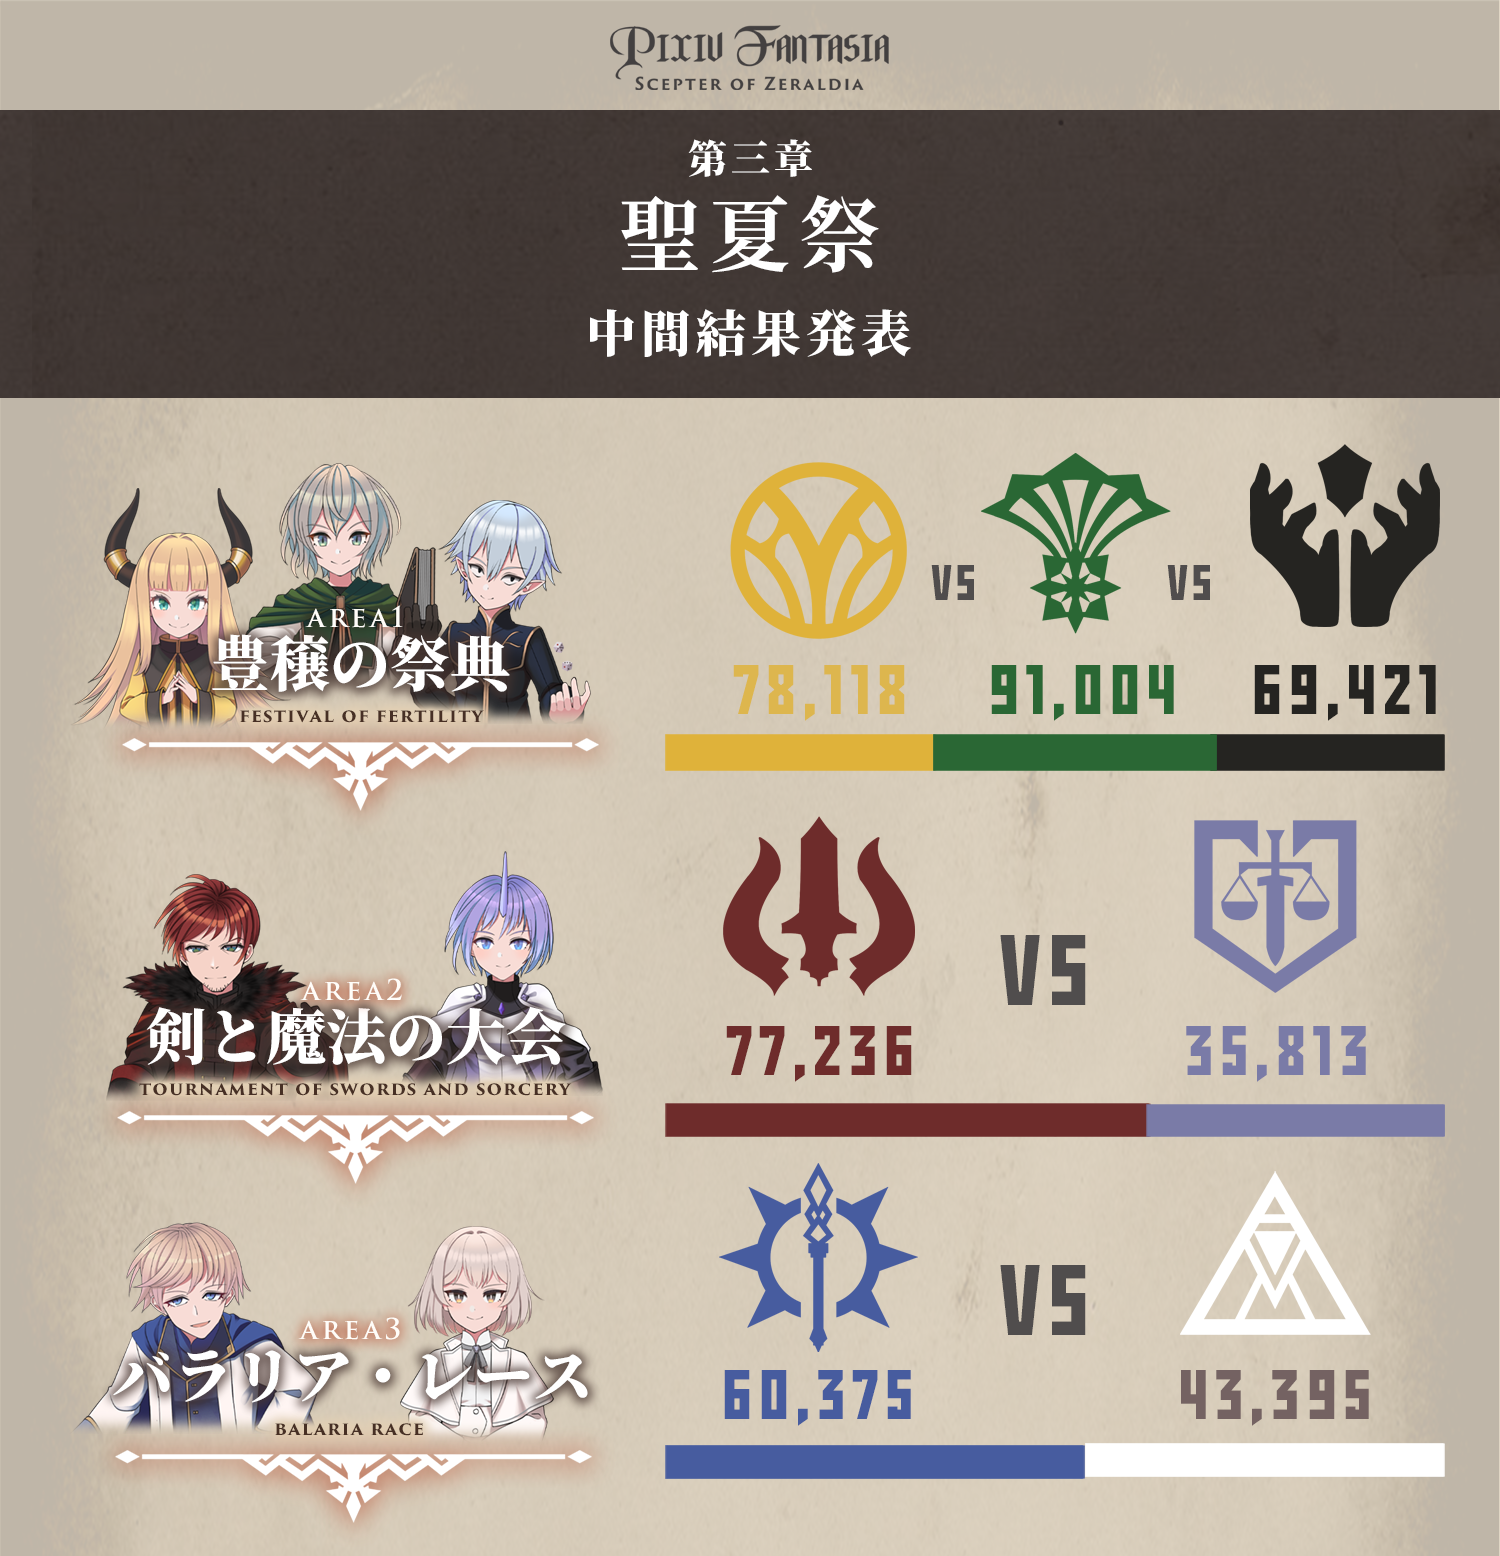 PIXIV FANTASIA
SCEPTER OF ZERALDIA
第三章
聖夏祭
中間結果発表
AREA1
豊穣の祭典
FESTIVAL OF FERTILITY
VS
VS
78,118
91,004
69,421
AREA2
剣と魔法の大会
TOURNAMENT OF SWORDS AND SORCERY
VS
77,236
35,813
AREA3
バラリア・レース
BALARIA RACE
VS
60,375
43,395